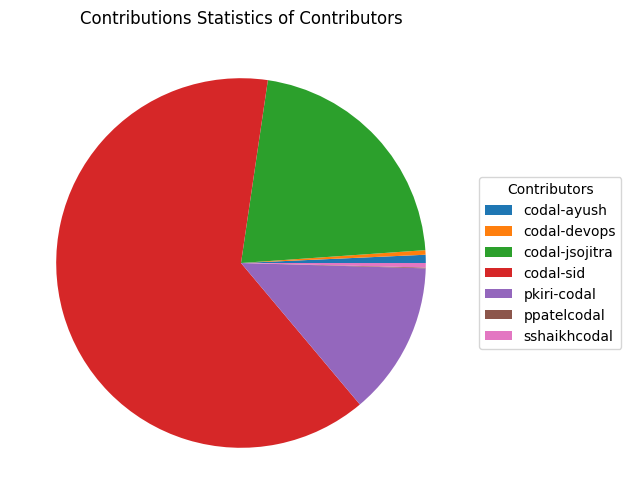 Contributions Statistics of Contributors
Contributors
codal-ayush
codal-devops
codal-jsojitra
codal-sid
pkiri-codal
ppatelcodal
sshaikhcodal